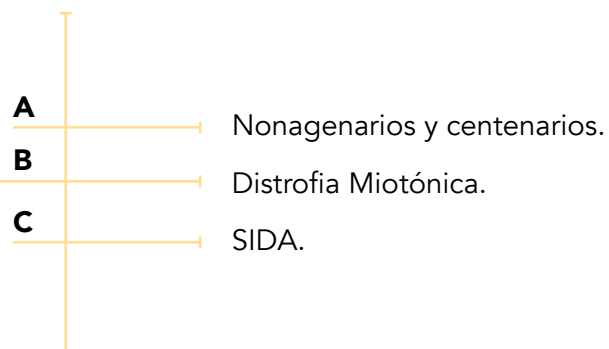 A
Nonagenarios y centenarios.
B
Distrofia Miotónica.
C
SIDA.